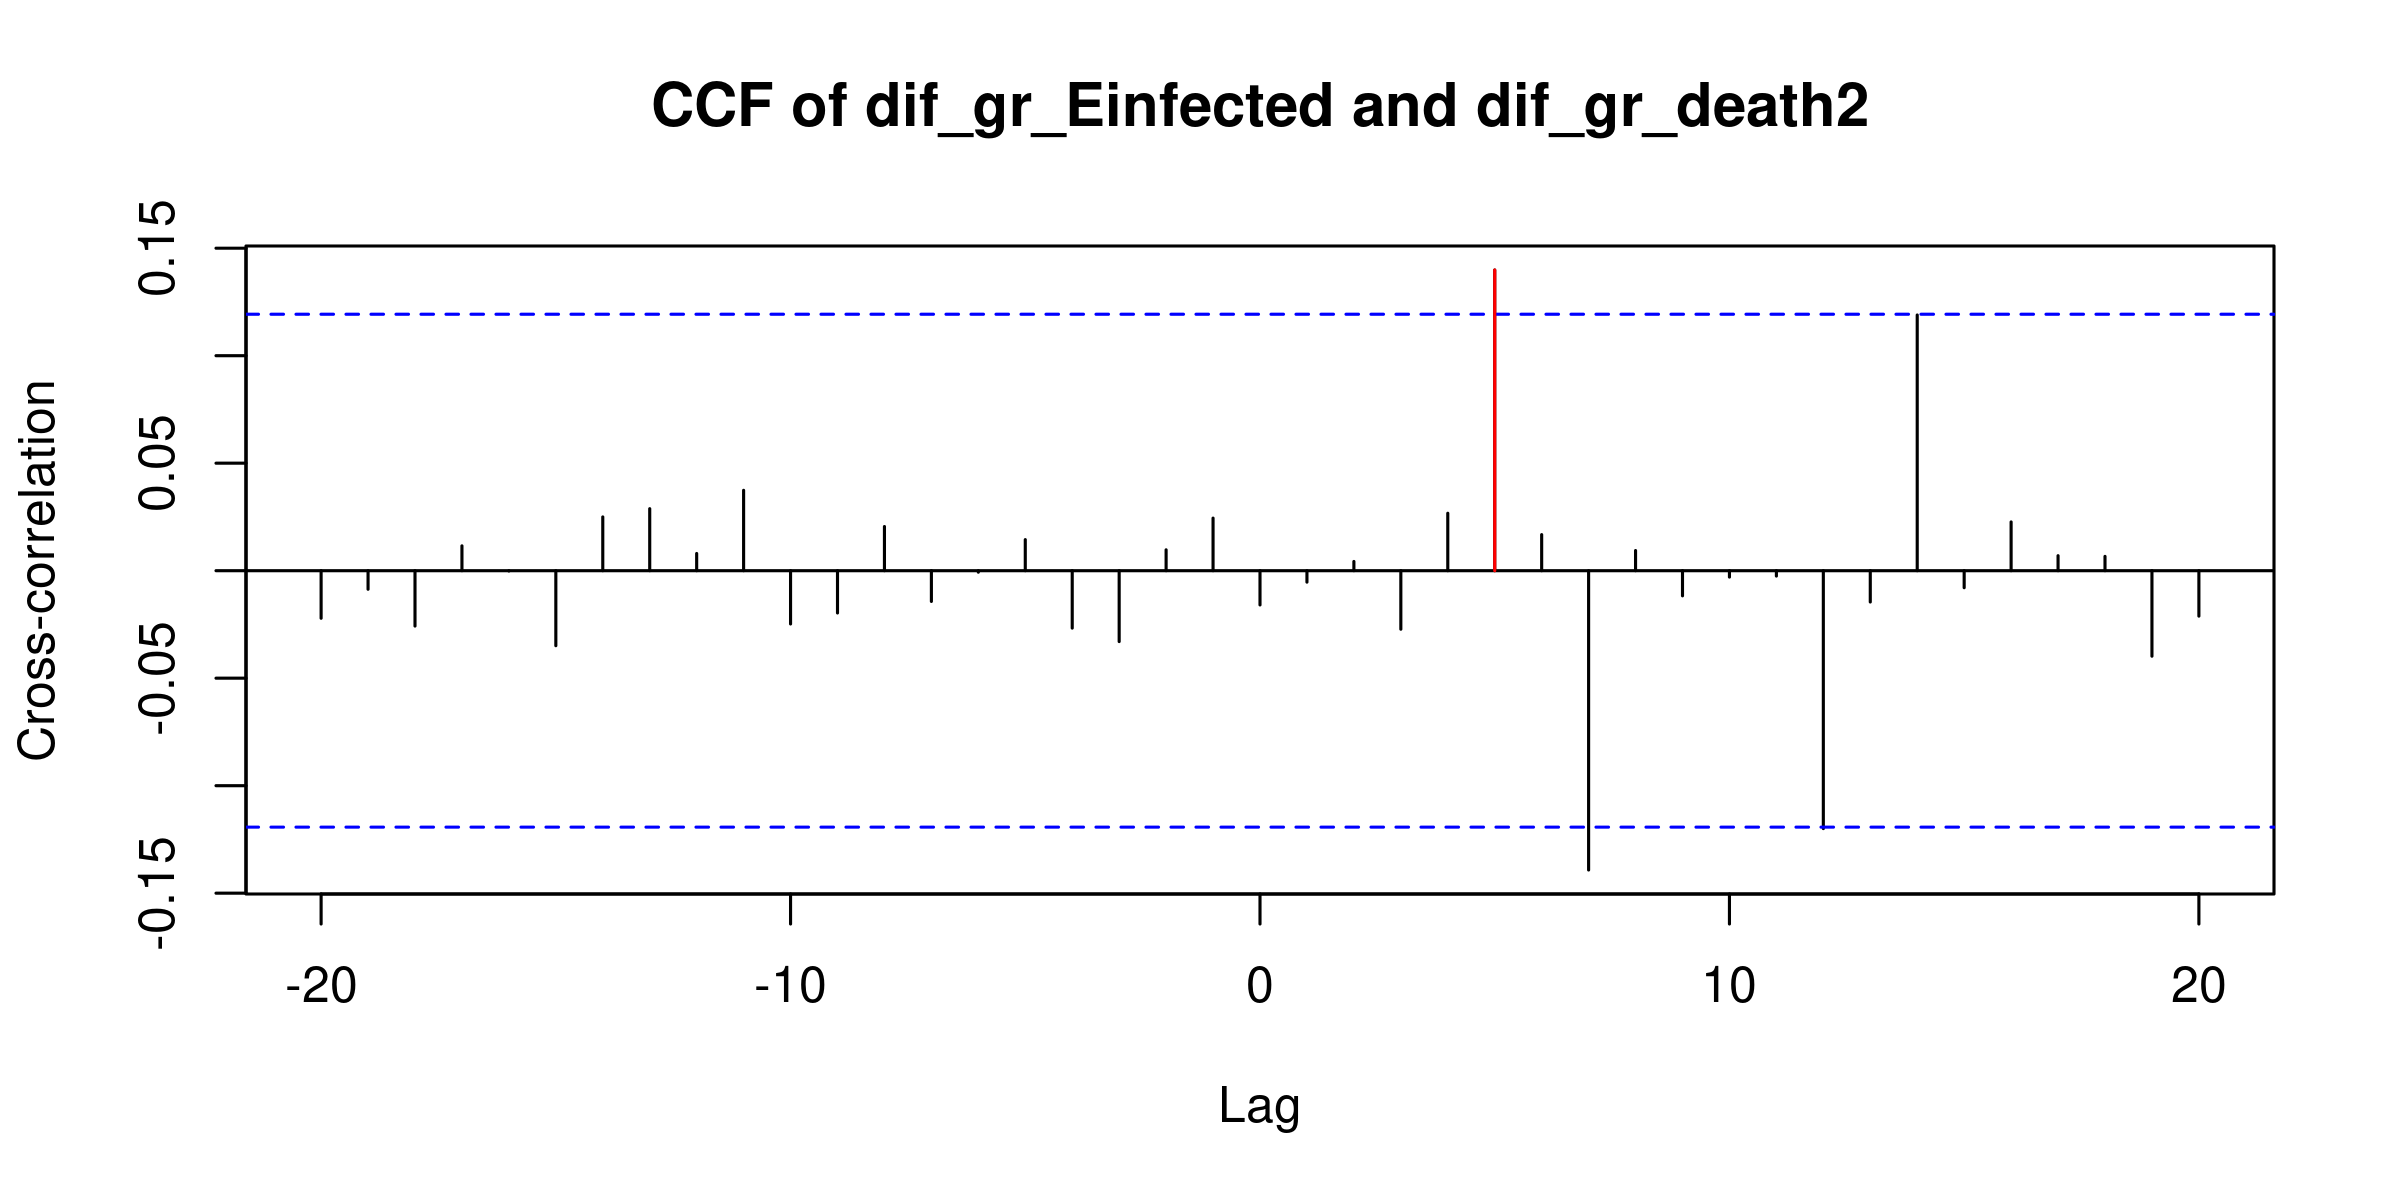 CCF of dif_gr_Einfected and dif_gr_death2
Cross-correlation
0.15
0.05
-0.05
-0.15
-20 -10 0 10 20
Lag